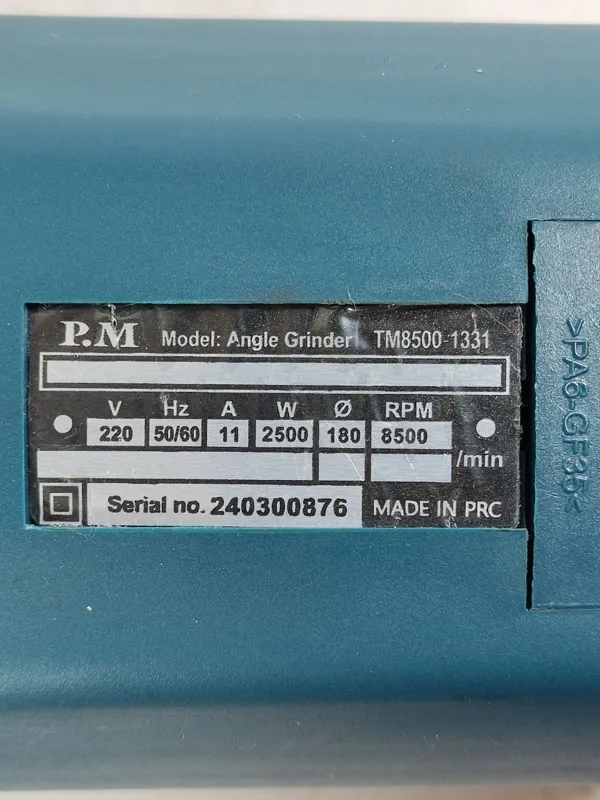 P.M Model: Angle Grinder TM8500-1331
V Hz A W Ø RPM
220 50/60 11 2500 180 8500
/min
Serial no. 240300876 MADE IN PRC
>PA6-GF35<